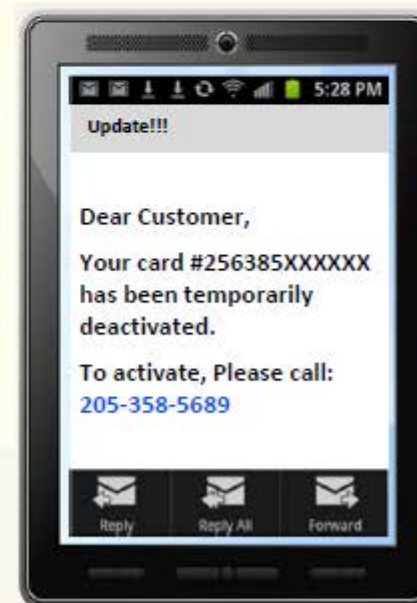 5:28 PM
Update!!!
Dear Customer,
Your card #256385XXXXXX
has been temporarily
deactivated.
To activate, Please call:
205-358-5689
Reply Reply All Forward